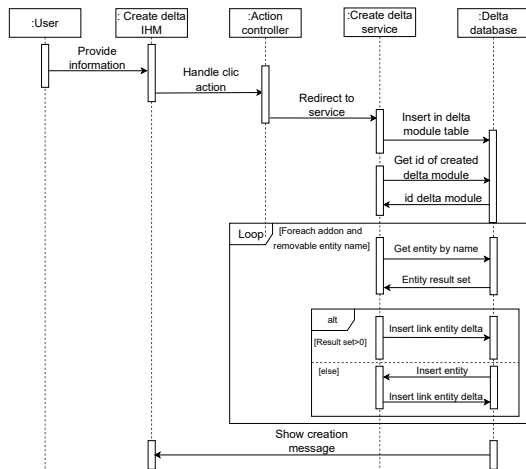 :User
: Create delta
IHM
:Action
controller
:Create delta
service
:Delta
database
Provide
information
Handle clic
action
Redirect to
service
Insert in delta
module table
Get id of created
delta module
id delta module
Loop
[Foreach addon and
removable entity name]
Get entity by name
Entity result set
alt
[Result set>0]
Insert link entity delta
[else]
Insert entity
Insert link entity delta
Show creation
message